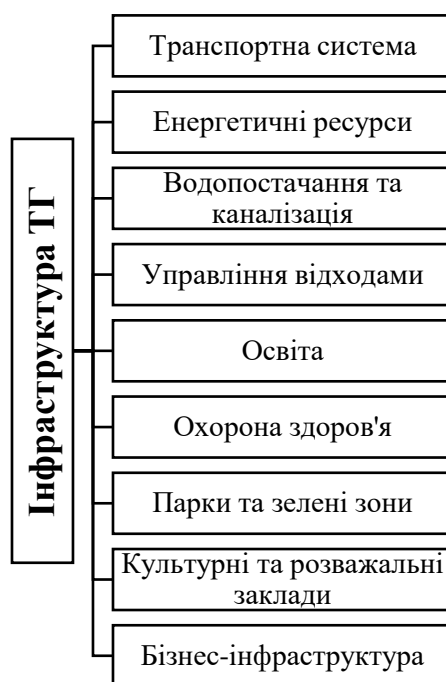 Інфраструктура ТГ
Транспортна система
Енергетичні ресурси
Водопостачання та
каналізація
Управління відходами
Освіта
Охорона здоров'я
Парки та зелені зони
Культурні та розважальні
заклади
Бізнес-інфраструктура